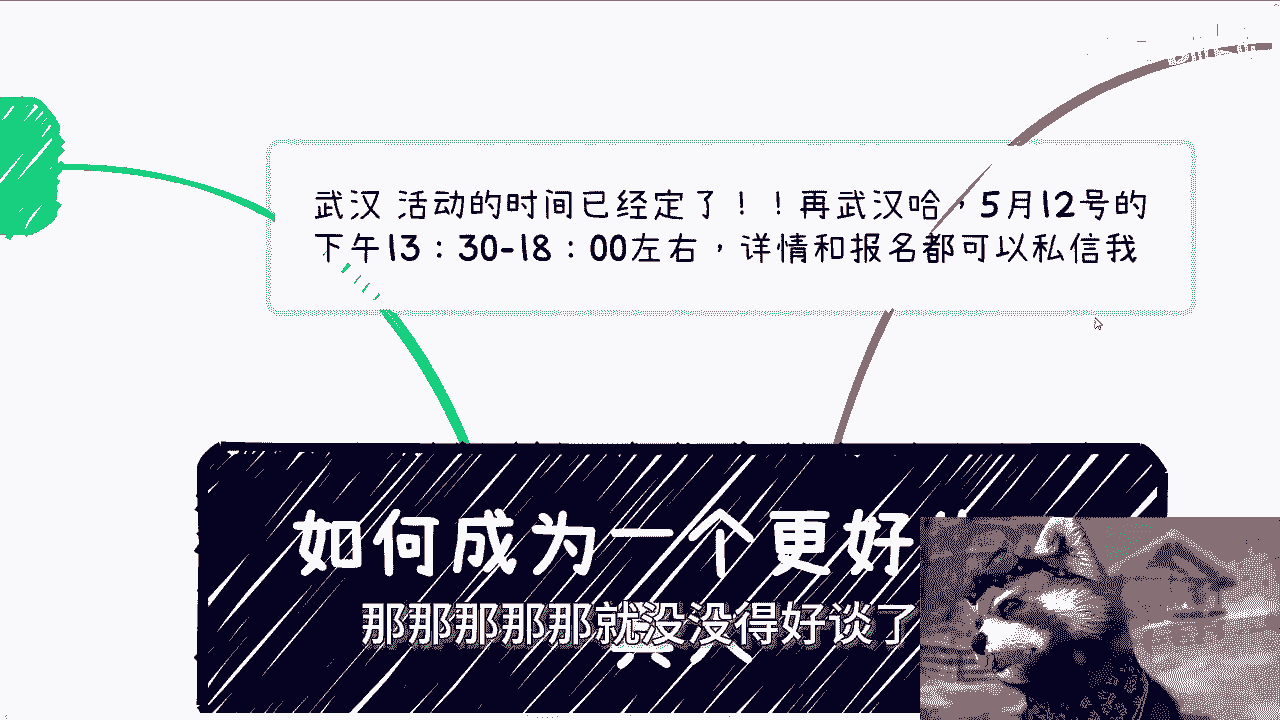 武汉 活动的时间已经定了！！再武汉哈，5月12号的
下午13：30-18：00左右，详情和报名都可以私信我
如何成为一个更好
那那那那那就没没得好谈了